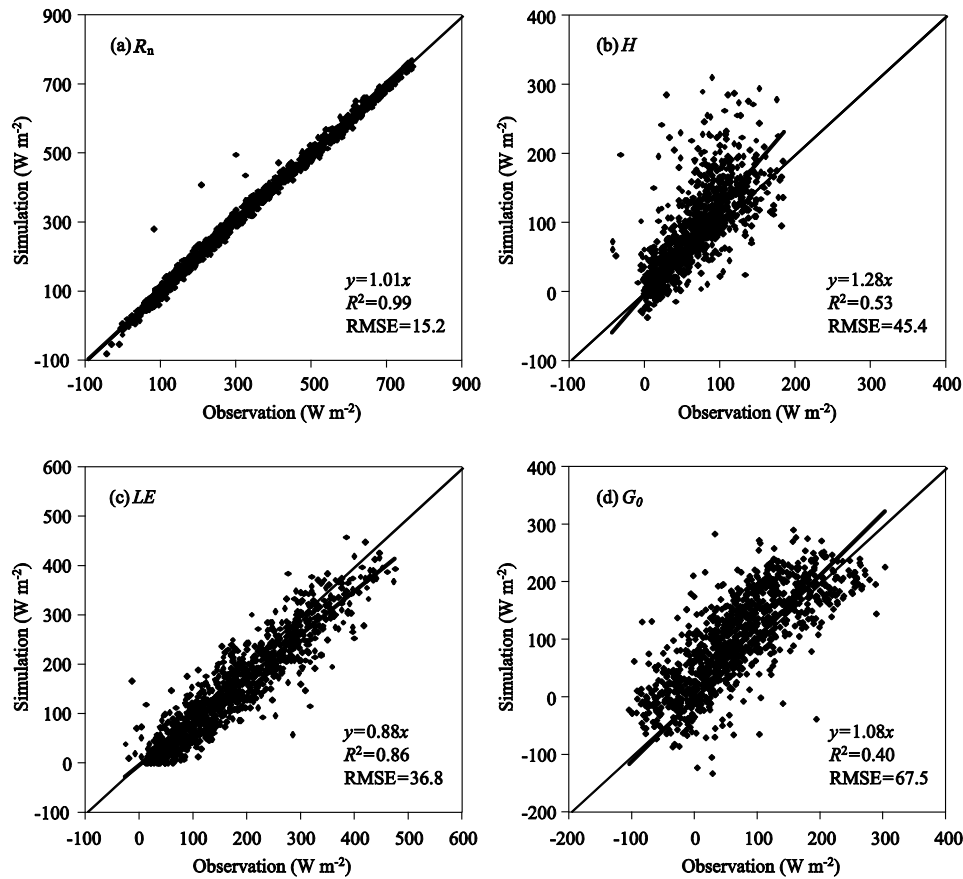 900
700
500
300
100
-100
-100
100
300
500
700
900
(a) Rn
y=1.01x
R²=0.99
RMSE=15.2
Simulation (W m-2)
Observation (W m-2)
400
300
200
100
0
-100
-100
0
100
200
300
400
(b) H
y=1.28x
R²=0.53
RMSE=45.4
Simulation (W m-2)
Observation (W m-2)
600
500
400
300
200
100
0
-100
-100
0
100
200
300
400
500
600
(c) LE
y=0.88x
R²=0.86
RMSE=36.8
Simulation (W m-2)
Observation (W m-2)
400
300
200
100
0
-100
-200
-200
-100
0
100
200
300
400
(d) G0
y=1.08x
R²=0.40
RMSE=67.5
Simulation (W m-2)
Observation (W m-2)